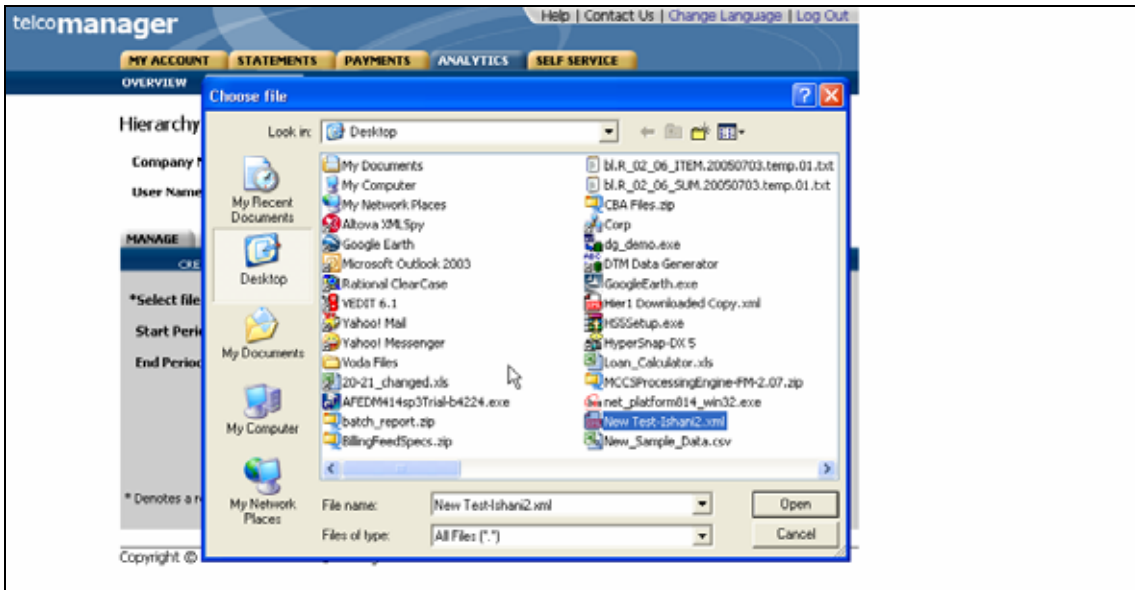 telcomanager
Help | Contact Us | Change Language | Log Out
MY ACCOUNT STATEMENTS PAYMENTS ANALYTICS SELF SERVICE
OVERVIEW
Choose file
Hierarchy
Look in: Desktop
Company
User Name
MANAGE
*Select file
Start Peri
End Period
* Denotes a
My Recent
Documents
Desktop
My Documents
My Computer
My Network
Places
My Documents
My Computer
My Network Places
Altova XMLSpy
Google Earth
Microsoft Outlook 2003
Rational ClearCase
VEDIT 6.1
Yahoo! Mail
Yahoo! Messenger
Voda Files
20-21_changed.xls
AFEDM414sp3Trial-b4224.exe
batch_report.zip
BillingFeedSpecs.zip
bl.R_02_06_ITEM.20050703.temp.01.txt
bl.R_02_06_SUM.20050703.temp.01.txt
CBA Files.zip
Corp
dg_demo.exe
DTM Data Generator
GoogleEarth.exe
Hier1 Downloaded Copy.xml
HSSSetup.exe
HyperSnap-DX 5
Loan_Calculator.xls
MCCSProcessingEngine-FM-2.07.zip
net_platform814_win32.exe
New Test-Ishani2.xml
New_Sample_Data.csv
File name: New Test-Ishani2.xml
Open
Files of type: All Files (*.*)
Cancel
Copyright ©